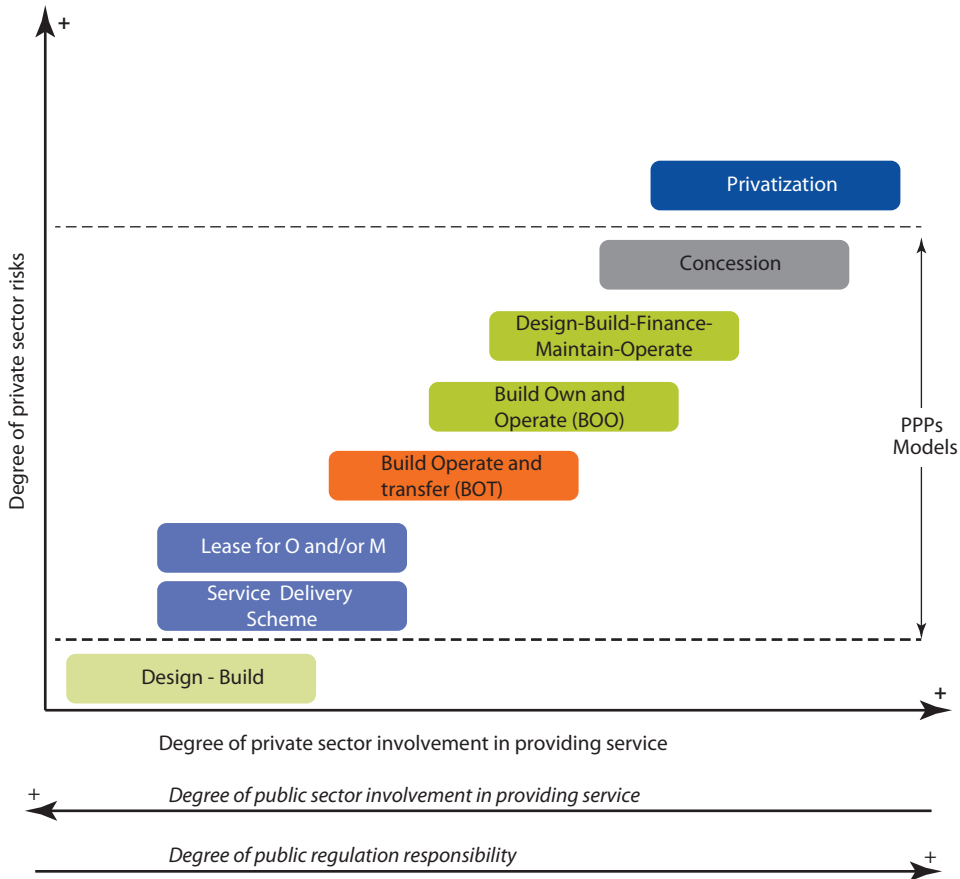 +
Privatization
Concession
Design-Build-Finance-
Maintain-Operate
Build Own and
Operate (BOO)
PPPs
Models
Build Operate and
transfer (BOT)
Lease for O and/or M
Service Delivery
Scheme
Design - Build
Degree of private sector risks
+
Degree of private sector involvement in providing service
+
Degree of public sector involvement in providing service
Degree of public regulation responsibility
+